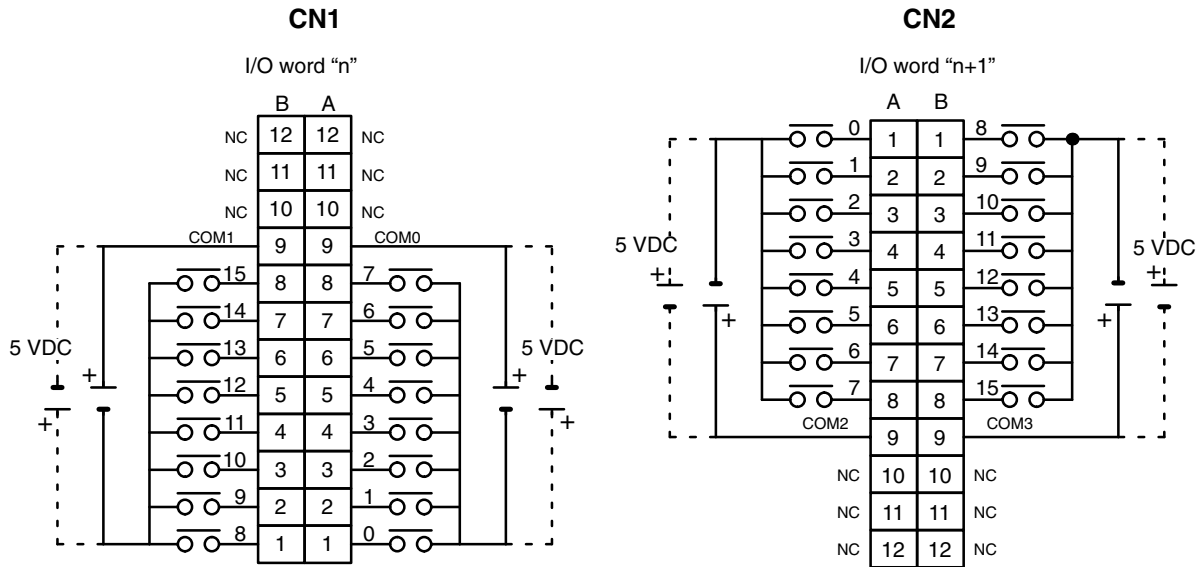 CN1
I/O word “n”
B A
NC 12 12 NC
NC 11 11 NC
NC 10 10 NC
COM1 9 9 COM0
15 8 8 7
14 7 7 6
13 6 6 5
12 5 5 4
11 4 4 3
10 3 3 2
9 2 2 1
8 1 1 0
5 VDC
+
+
5 VDC
+
+
CN2
I/O word “n+1”
A B
0 1 1 8
1 2 2 9
2 3 3 10
3 4 4 11
4 5 5 12
5 6 6 13
6 7 7 14
7 8 8 15
COM2 9 9 COM3
NC 10 10 NC
NC 11 11 NC
NC 12 12 NC
5 VDC
+
+
5 VDC
+
+